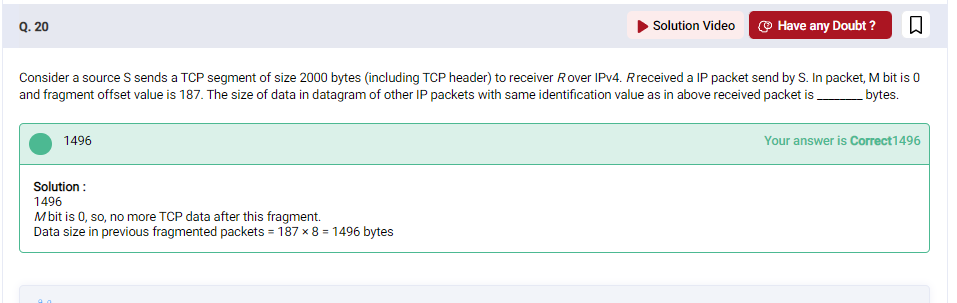 Q. 20
Solution Video
Have any Doubt ?
Consider a source S sends a TCP segment of size 2000 bytes (including TCP header) to receiver R over IPv4. R received a IP packet send by S. In packet, M bit is 0
and fragment offset value is 187. The size of data in datagram of other IP packets with same identification value as in above received packet is ________ bytes.
1496
Your answer is Correct1496
Solution :
1496
M bit is 0, so, no more TCP data after this fragment.
Data size in previous fragmented packets = 187 × 8 = 1496 bytes